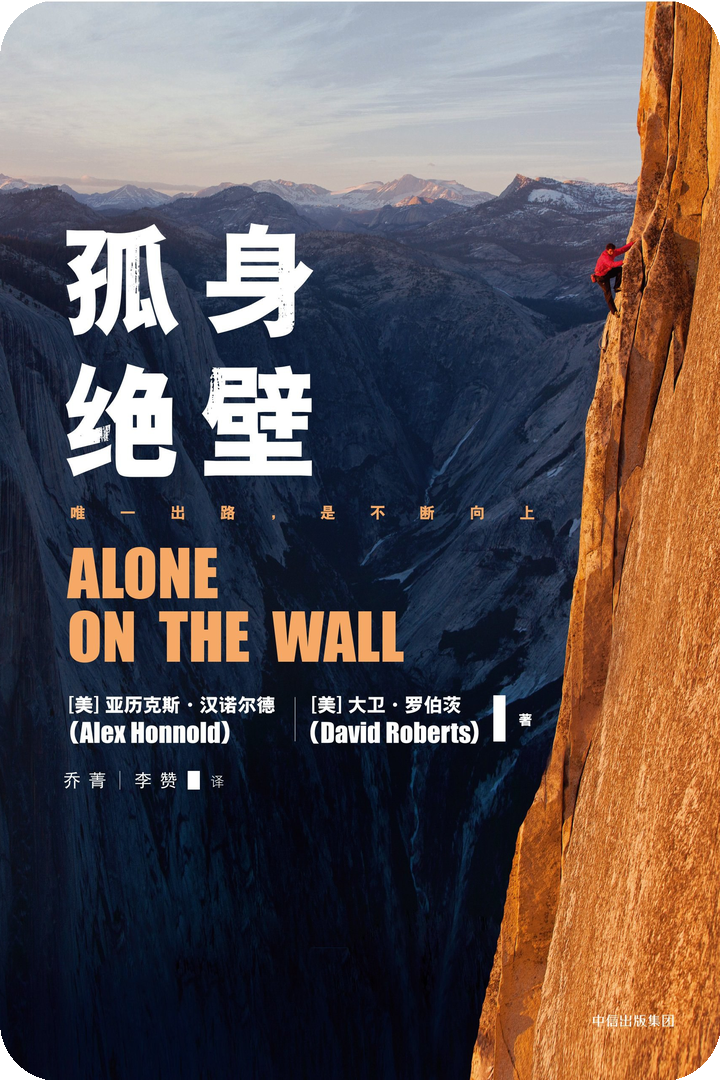 孤身
绝壁
唯一出路，是不断向上
ALONE
ON THE WALL
[美] 亚历克斯·汉诺尔德 [美] 大卫·罗伯茨
(Alex Honnold) (David Roberts) 著
乔菁 李赞 译
中信出版集团